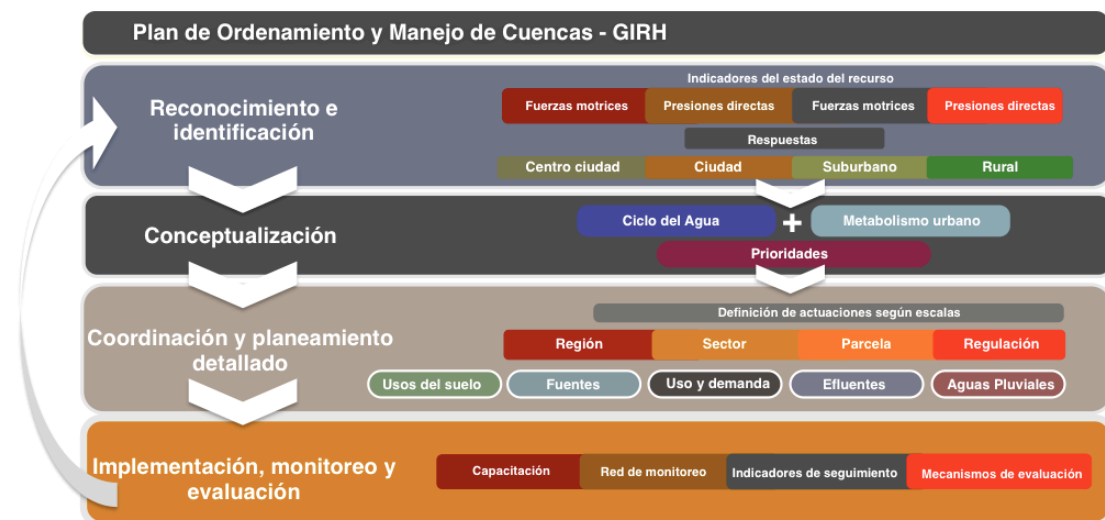 Plan de Ordenamiento y Manejo de Cuencas - GIRH
Reconocimiento e
identificación
Indicadores del estado del recurso
Fuerzas motrices
Presiones directas
Fuerzas motrices
Presiones directas
Respuestas
Centro ciudad
Ciudad
Suburbano
Rural
Conceptualización
Ciclo del Agua
+
Metabolismo urbano
Prioridades
Coordinación y planeamiento
detallado
Definición de actuaciones según escalas
Región
Sector
Parcela
Regulación
Usos del suelo
Fuentes
Uso y demanda
Efluentes
Aguas Pluviales
Implementación, monitoreo y
evaluación
Capacitación
Red de monitoreo
Indicadores de seguimiento
Mecanismos de evaluación